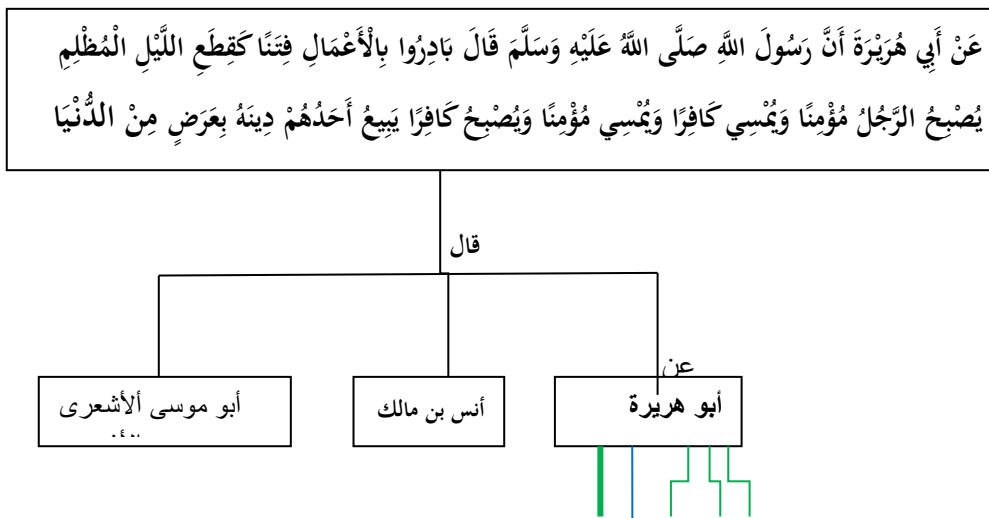 عَنْ أَبِي هُرَيْرَةَ أَنَّ رَسُولَ اللَّهِ صَلَّى اللَّهُ عَلَيْهِ وَسَلَّمَ قَالَ بَادِرُوا بِالْأَعْمَالِ فِتَنًا كَقِطَعِ اللَّيْلِ الْمُظْلِمِ
يُصْبِحُ الرَّجُلُ مُؤْمِنًا وَيُمْسِي كَافِرًا وَيُمْسِي مُؤْمِنًا وَيُصْبِحُ كَافِرًا يَبِيعُ أَحَدُهُمْ دِينَهُ بِعَرَضٍ مِنْ الدُّنْيَا
قال
عن
أبو هريرة
أنس بن مالك
أبو موسى ألأشعرى